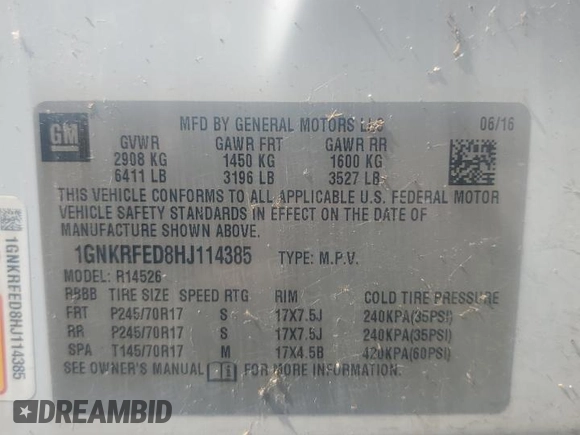 GM
MFD BY GENERAL MOTORS LLC 06/16
GVWR GAWR FRT GAWR RR
2908 KG 1450 KG 1600 KG
6411 LB 3196 LB 3527 LB
THIS VEHICLE CONFORMS TO ALL APPLICABLE U.S. FEDERAL MOTOR
VEHICLE SAFETY STANDARDS IN EFFECT ON THE DATE OF
MANUFACTURE SHOWN ABOVE.
1GNKRFED8HJ114385 TYPE: M.P.V.
MODEL: R14526
RBBB TIRE SIZE SPEED RTG RIM COLD TIRE PRESSURE
FRT P245/70R17 S 17X7.5J 240KPA(35PSI)
RR P245/70R17 S 17X7.5J 240KPA(35PSI)
SPA T145/70R17 M 17X4.5B 420KPA(60PSI)
SEE OWNER'S MANUAL FOR MORE INFORMATION
1GNKRFED8HJ114385
DREAMBID